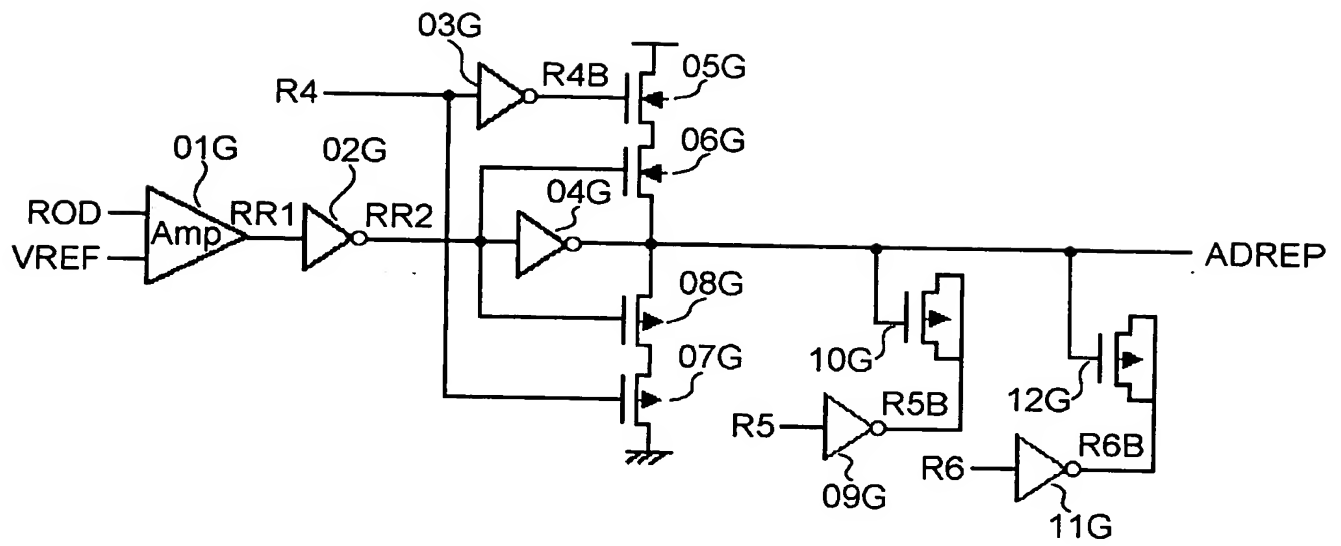 03G
R4
R4B
05G
01G
02G
06G
04G
ROD
VREF
Amp
RR1
RR2
ADREP
08G
10G
07G
12G
R5
R5B
09G
R6
R6B
11G